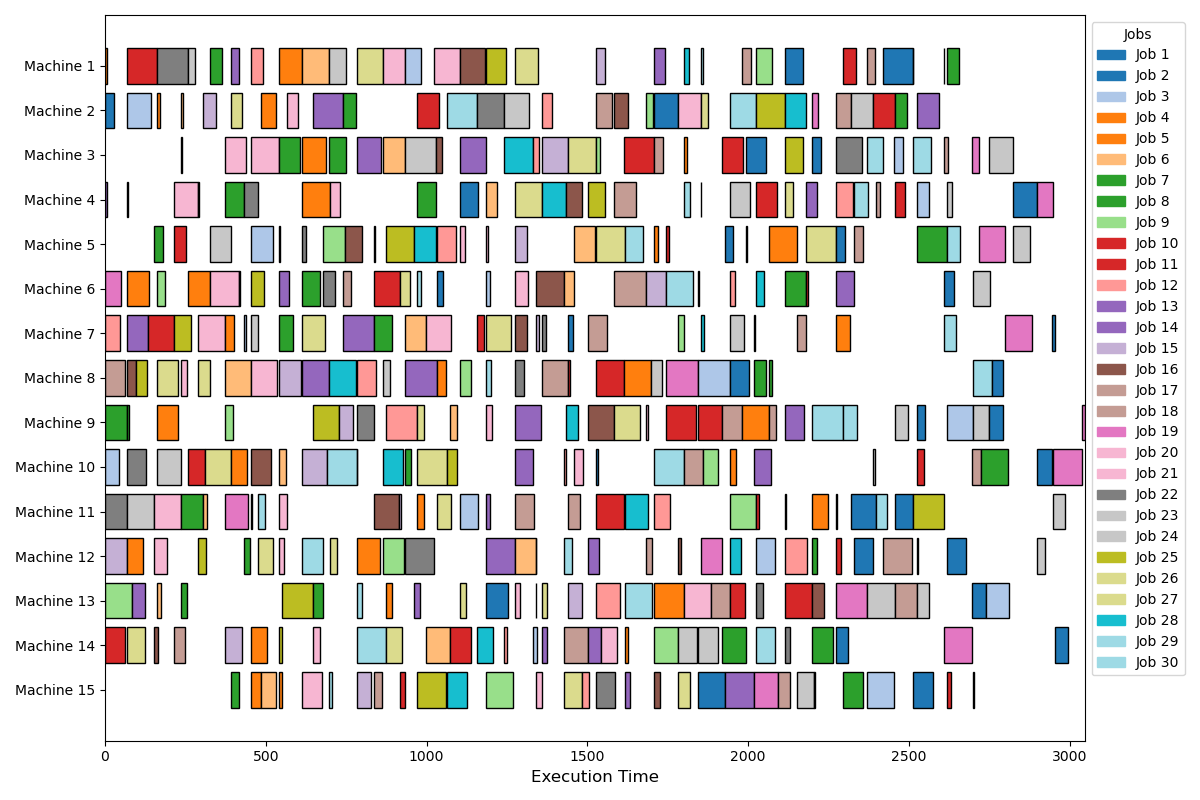 Machine 1
Machine 2
Machine 3
Machine 4
Machine 5
Machine 6
Machine 7
Machine 8
Machine 9
Machine 10
Machine 11
Machine 12
Machine 13
Machine 14
Machine 15
0 500 1000 1500 2000 2500 3000
Execution Time
Jobs
Job 1
Job 2
Job 3
Job 4
Job 5
Job 6
Job 7
Job 8
Job 9
Job 10
Job 11
Job 12
Job 13
Job 14
Job 15
Job 16
Job 17
Job 18
Job 19
Job 20
Job 21
Job 22
Job 23
Job 24
Job 25
Job 26
Job 27
Job 28
Job 29
Job 30